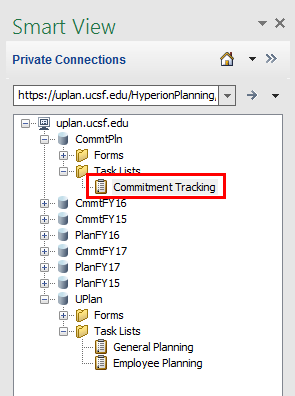 Smart View
Private Connections
https://uplan.ucsf.edu/HyperionPlanning,
uplan.ucsf.edu
CommtPln
Forms
Task Lists
Commitment Tracking
CmmtFY16
CmmtFY15
PlanFY16
CmmtFY17
PlanFY17
PlanFY15
UPlan
Forms
Task Lists
General Planning
Employee Planning